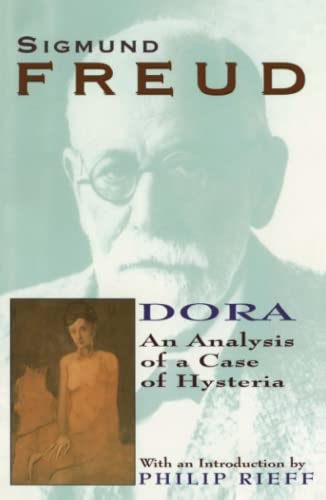 SIGMUND
FREUD
DORA
An Analysis
of a Case
of Hysteria
With an Introduction by
PHILIP RIEFF